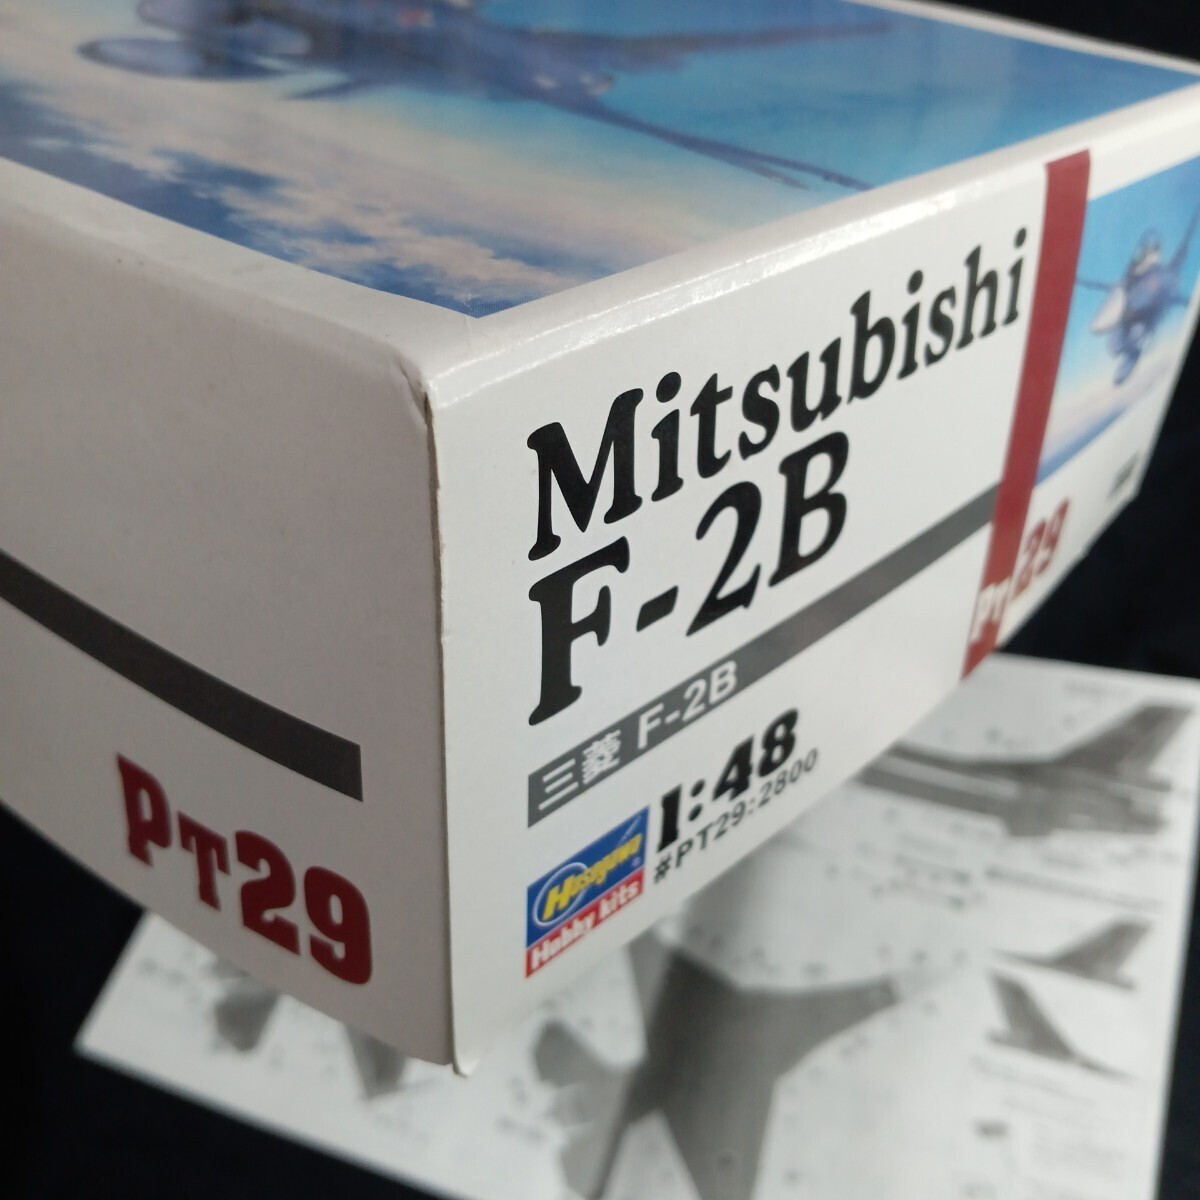 Mitsubishi
F-2B
三菱 F-2B
1:48
#PT29:2800
Hasegawa
Hobby kits
PT29
PT29